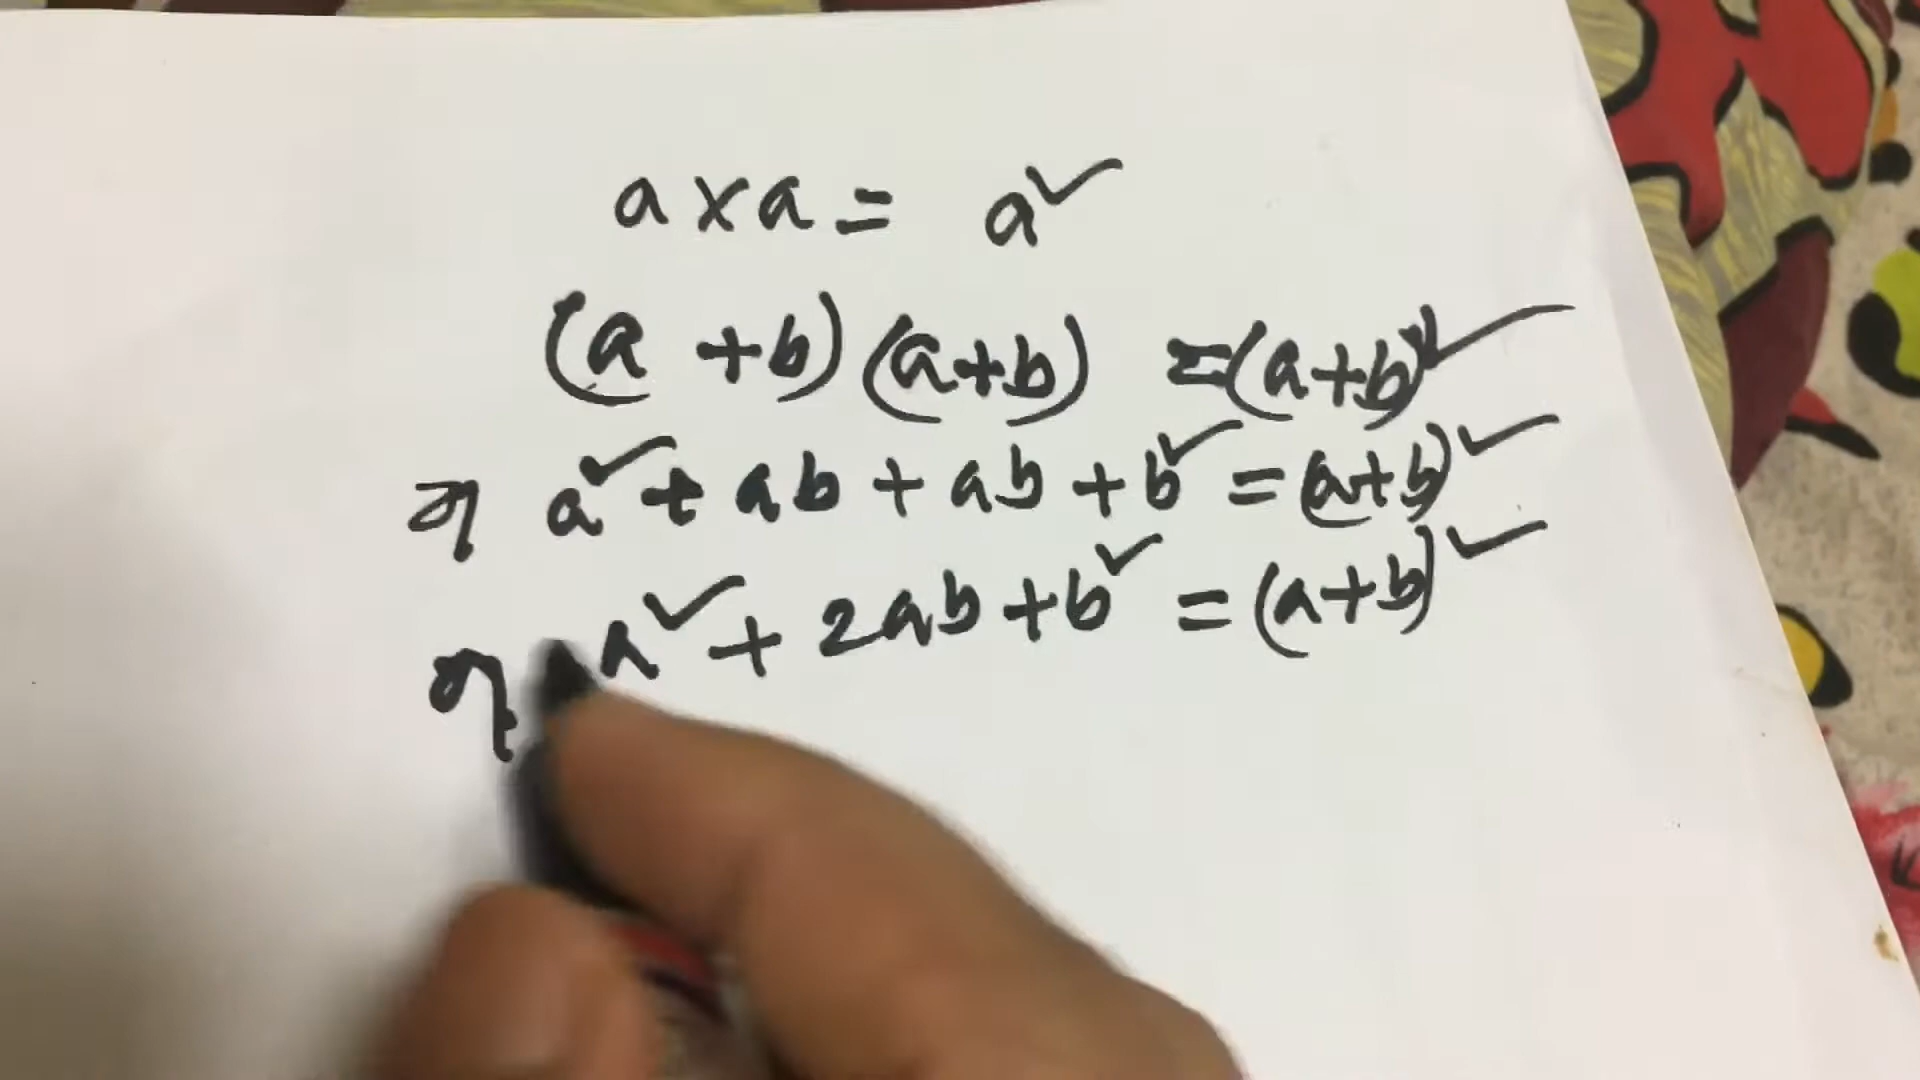 a × a = a²
(a + b) (a+b) = (a+b)²
⇒ a² + ab + ab + b² = (a+b)²
⇒ a² + 2ab + b² = (a+b)²